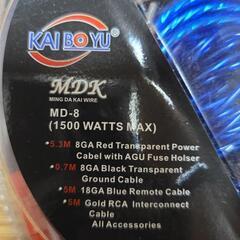 KAI BO YU
MDK
MING DA KAI WIRE
MD-8
(1500 WATTS MAX)
5.3M 8GA Red Transparent Power
Cabel with AGU Fuse Holser
0.7M 8GA Black Transparent
Ground Cable
5M 18GA Blue Remote Cable
5M Gold RCA Interconnect
Cable
All Accessories